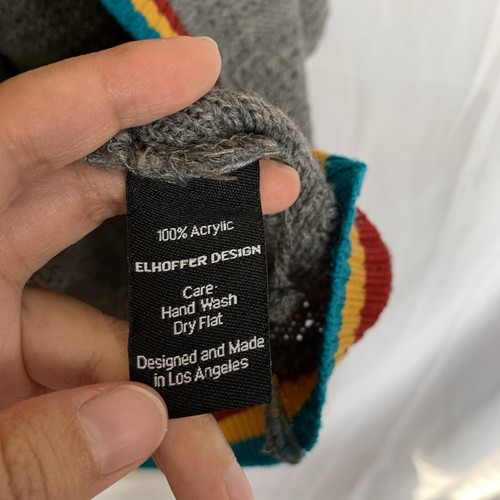 100% Acrylic
ELHOFFER DESIGN
Care:
Hand Wash
Dry Flat
Designed and Made
in Los Angeles